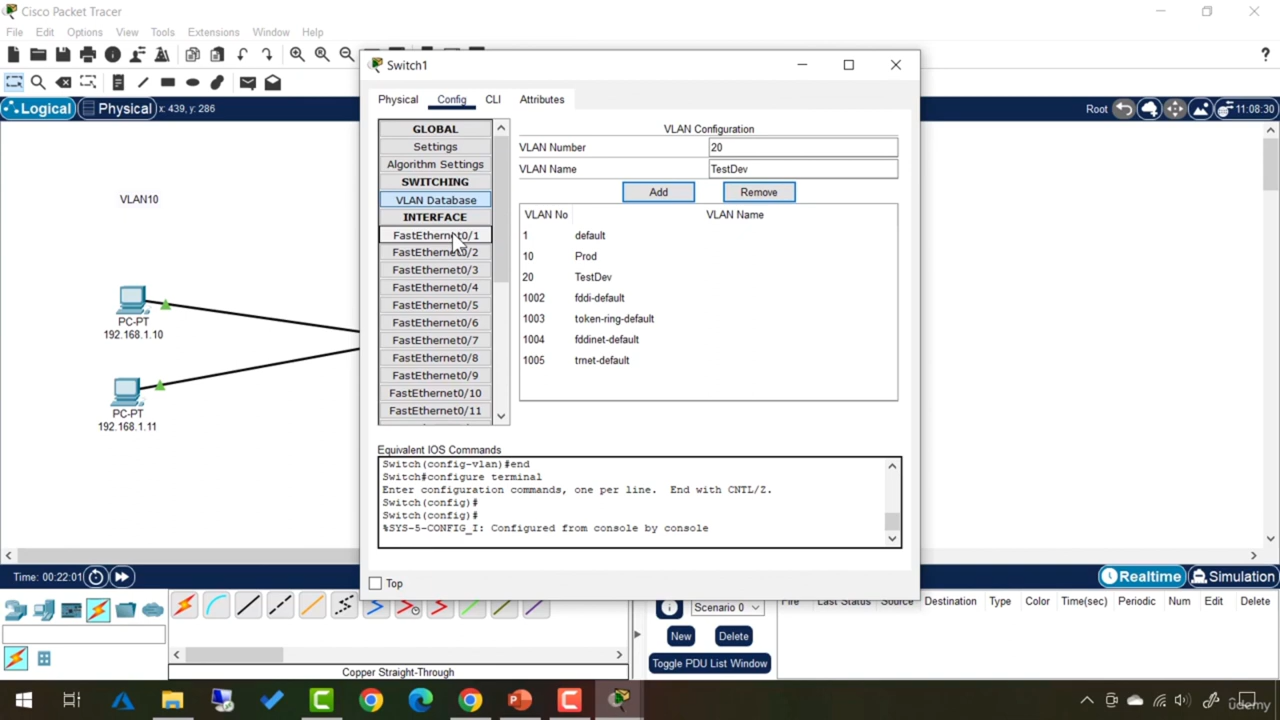 Cisco Packet Tracer
File Edit Options View Tools Extensions Window Help
?
Logical Physical x: 439, y: 286
Root 11:08:30
VLAN10
PC-PT
192.168.1.10
PC-PT
192.168.1.11
Switch1
Physical Config CLI Attributes
GLOBAL
Settings
Algorithm Settings
SWITCHING
VLAN Database
INTERFACE
FastEthernet0/1
FastEthernet0/2
FastEthernet0/3
FastEthernet0/4
FastEthernet0/5
FastEthernet0/6
FastEthernet0/7
FastEthernet0/8
FastEthernet0/9
FastEthernet0/10
FastEthernet0/11
VLAN Configuration
VLAN Number 20
VLAN Name TestDev
Add Remove
VLAN No VLAN Name
1 default
10 Prod
20 TestDev
1002 fddi-default
1003 token-ring-default
1004 fddinet-default
1005 trnet-default
Equivalent IOS Commands
Switch(config-vlan)#end
Switch#configure terminal
Enter configuration commands, one per line. End with CNTL/Z.
Switch(config)#
Switch(config)#
%SYS-5-CONFIG_I: Configured from console by console
Top
Time: 00:22:01
Realtime Simulation
Scenario 0
New Delete
Toggle PDU List Window
Fire Last Status Source Destination Type Color Time(sec) Periodic Num Edit Delete
Copper Straight-Through
udemy